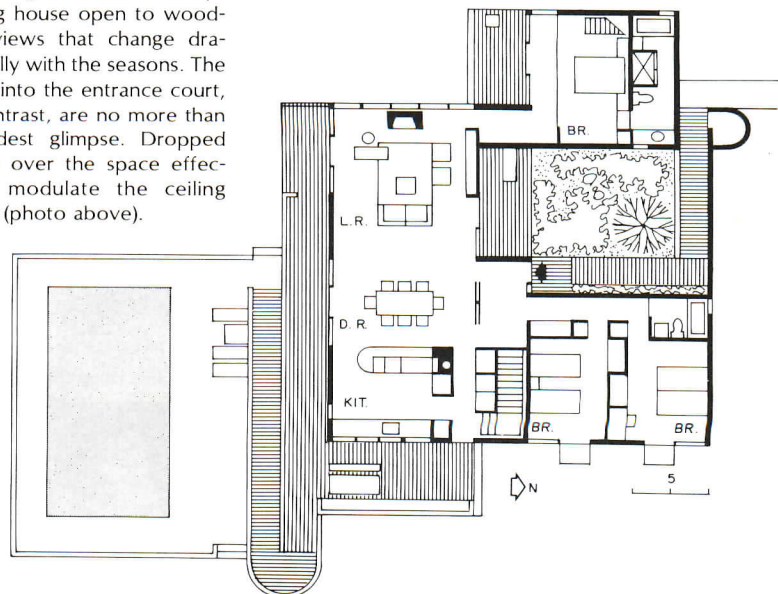 g house open to wood-
views that change dra-
lly with the seasons. The
into the entrance court,
ntrast, are no more than
dest glimpse. Dropped
over the space effec-
modulate the ceiling
(photo above).
BR.
L.R.
D.R.
KIT.
BR.
BR.
N
5